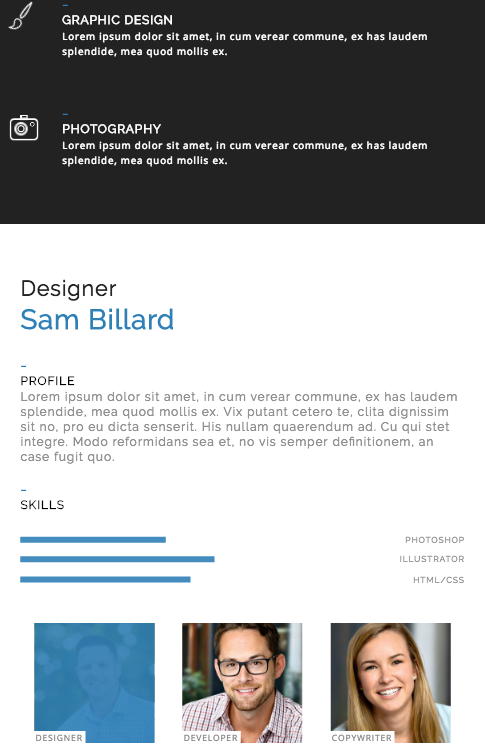 GRAPHIC DESIGN
Lorem ipsum dolor sit amet, in cum verear commune, ex has laudem
splendide, mea quod mollis ex.
PHOTOGRAPHY
Lorem ipsum dolor sit amet, in cum verear commune, ex has laudem
splendide, mea quod mollis ex.
Designer
Sam Billard
PROFILE
Lorem ipsum dolor sit amet, in cum verear commune, ex has laudem
splendide, mea quod mollis ex. Vix putant cetero te, clita dignissim
sit no, pro eu dicta senserit. His nullam quaerendum ad. Cu qui stet
integre. Modo reformidans sea et, no vis semper definitionem, an
case fugit quo.
SKILLS
PHOTOSHOP
ILLUSTRATOR
HTML/CSS
DESIGNER
DEVELOPER
COPYWRITER